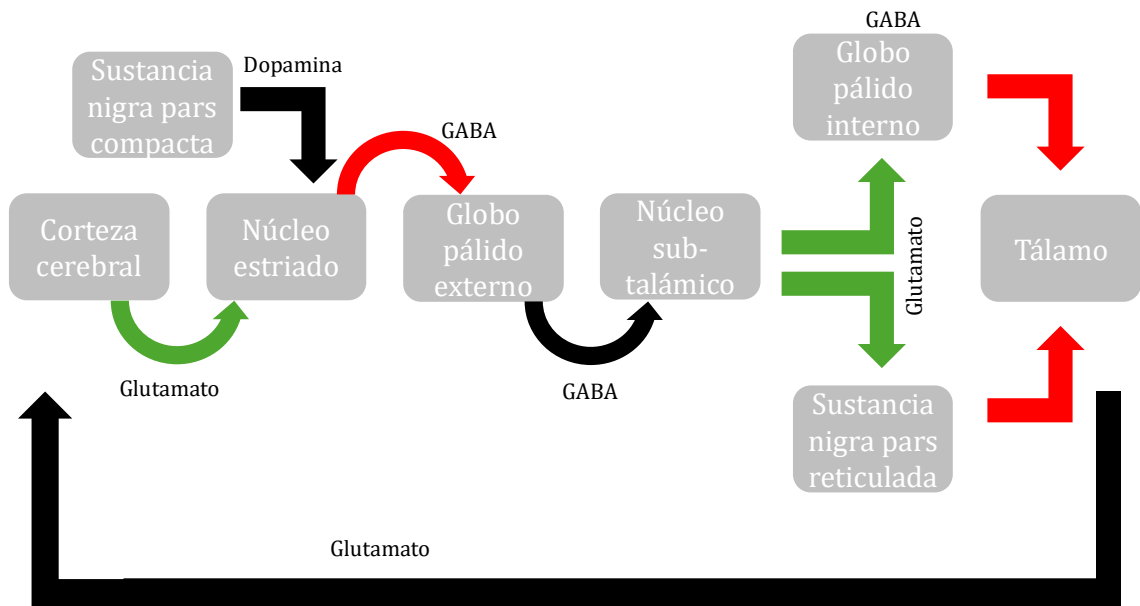 GABA
Globo
pálido
interno
Dopamina
Sustancia
nigra pars
compacta
GABA
Corteza
cerebral
Núcleo
estriado
Globo
pálido
externo
Núcleo
sub-
talámico
Glutamato
Tálamo
Glutamato
GABA
Sustancia
nigra pars
reticulada
Glutamato